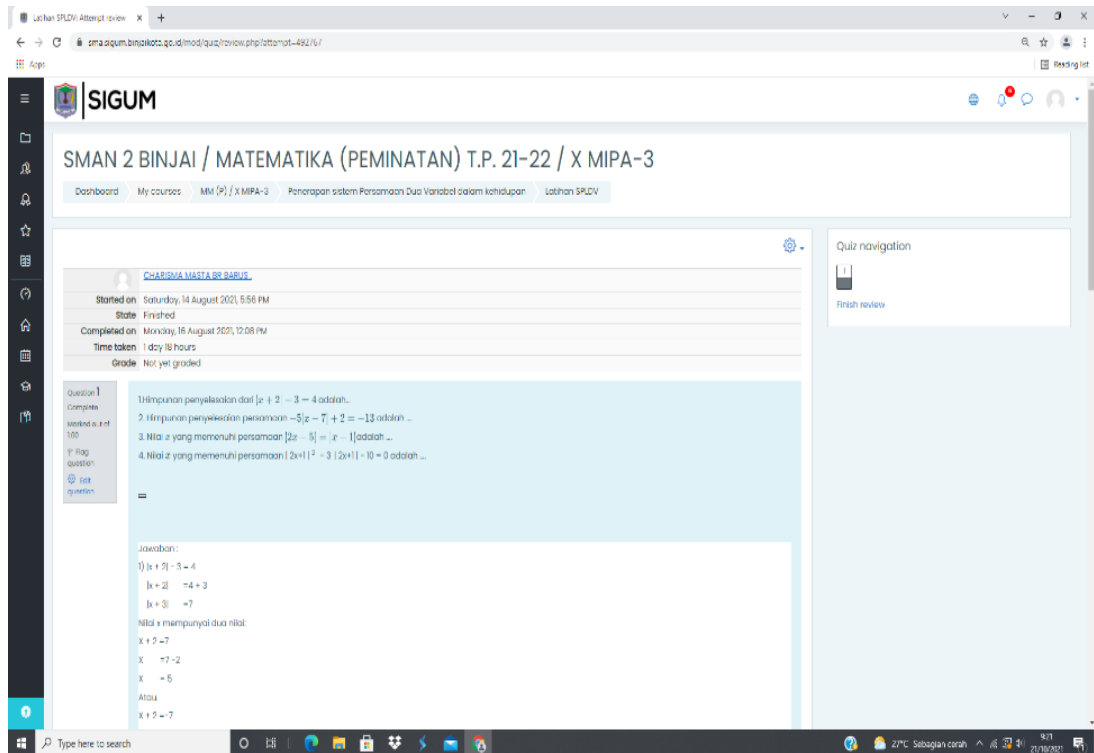 Latihan SPLDV: Attempt review
sma.sigum.binjaikota.go.id/mod/quiz/review.php?attempt=492767
Apps
Reading list
SIGUM
SMAN 2 BINJAI / MATEMATIKA (PEMINATAN) T.P. 21-22 / X MIPA-3
Dashboard My courses MM (P) / X MIPA-3 Penerapan sistem Persamaan Dua Variabel dalam kehidupan Latihan SPLDV
Quiz navigation
1
Finish review
CHARISMA MASTA BR BARUS .
Started on Saturday, 14 August 2021, 5:56 PM
State Finished
Completed on Monday, 16 August 2021, 12:08 PM
Time taken 1 day 18 hours
Grade Not yet graded
Question 1
Complete
Marked out of
1.00
Flag
question
Edit
question
1.Himpunan penyelesaian dari |x + 2| - 3 = 4 adalah...
2. Himpunan penyelesaian persamaan -5|x - 7| + 2 = -13 adalah ...
3. Nilai x yang memenuhi persamaan |2x - 5| = |x - 1|adalah ...
4. Nilai x yang memenuhi persamaan | 2x+1 | ² - 3 | 2x+1 | - 10 = 0 adalah ...
=
Jawaban :
1) |x + 2| - 3 = 4
|x + 2| =4 + 3
|x + 3| =7
Nilai x mempunyai dua nilai:
X + 2 =7
X =7 -2
X = 5
Atau
X + 2 =-7
Type here to search
27°C Sebagian cerah
9:21
21/10/2021